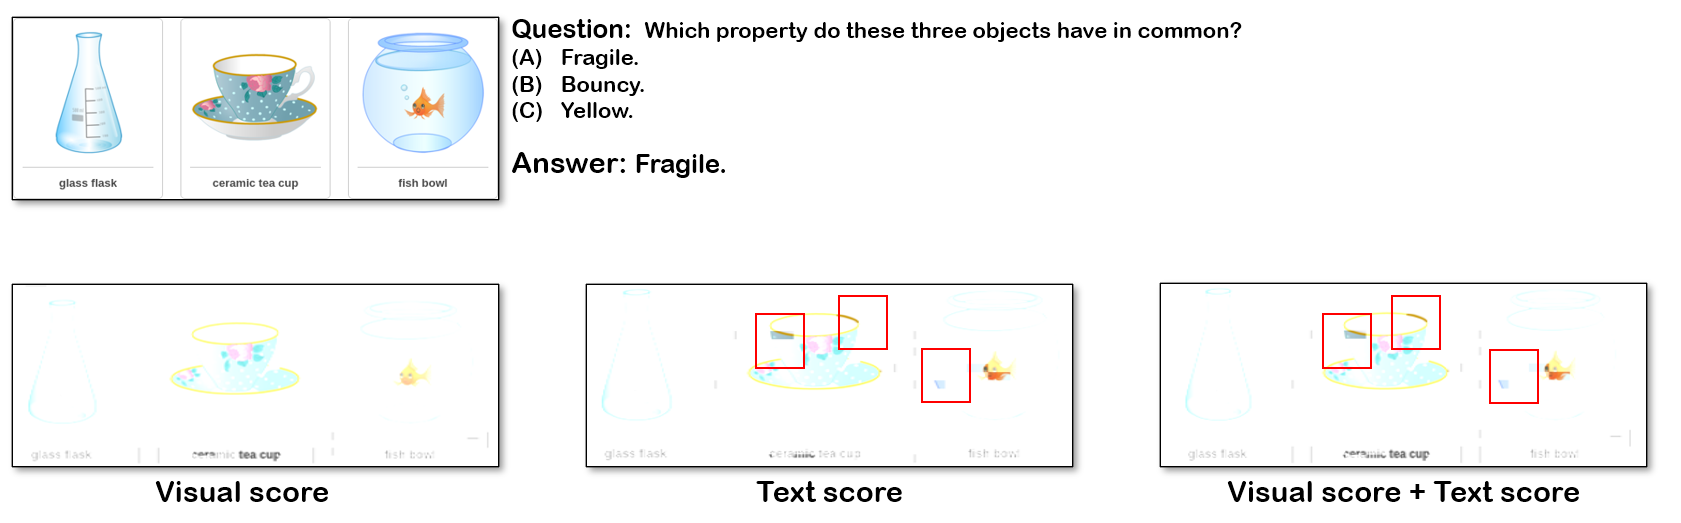 Question: Which property do these three objects have in common?
(A) Fragile.
(B) Bouncy.
(C) Yellow.
Answer: Fragile.
glass flask
ceramic tea cup
fish bowl
glass flask
ceramic tea cup
fish bowl
Visual score
glass flask
ceramic tea cup
fish bowl
Text score
glass flask
ceramic tea cup
fish bowl
Visual score + Text score